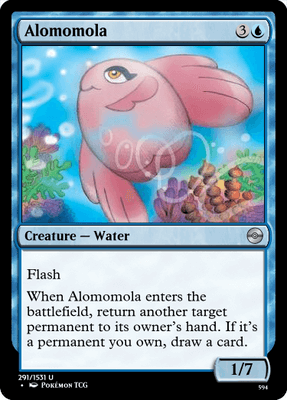 Alomomola 3
Creature — Water
Flash
When Alomomola enters the
battlefield, return another target
permanent to its owner's hand. If it's
a permanent you own, draw a card.
1/7
291/1531 U
• Pokémon TCG
594